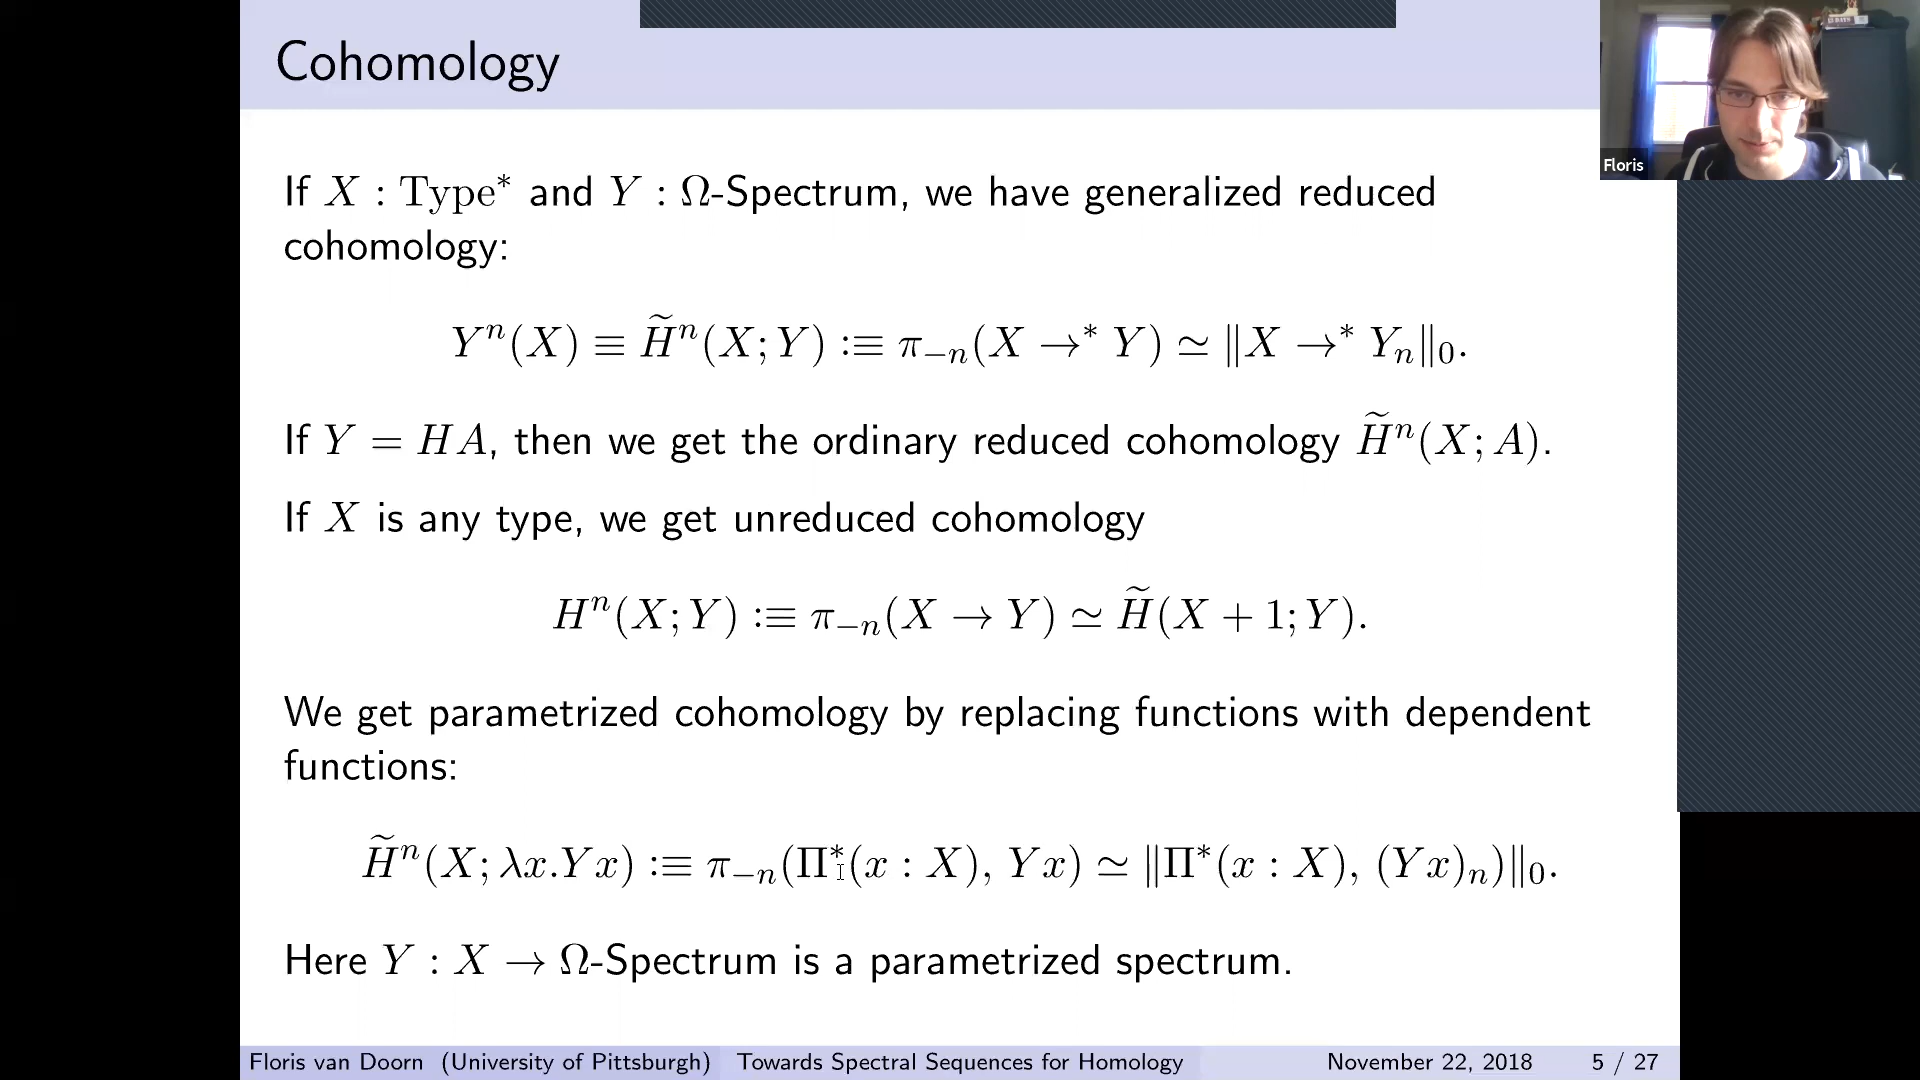 Cohomology
Floris
If X : Type* and Y : Ω-Spectrum, we have generalized reduced
cohomology:
Yⁿ(X) ≡ H̃ⁿ(X; Y) :≡ π₋ₙ(X →* Y) ≃ ‖X →* Yₙ‖₀.
If Y = HA, then we get the ordinary reduced cohomology H̃ⁿ(X; A).
If X is any type, we get unreduced cohomology
Hⁿ(X; Y) :≡ π₋ₙ(X → Y) ≃ H̃(X + 1; Y).
We get parametrized cohomology by replacing functions with dependent
functions:
H̃ⁿ(X; λx.Y x) :≡ π₋ₙ(Π*(x : X), Y x) ≃ ‖Π*(x : X), (Y x)ₙ)‖₀.
Here Y : X → Ω-Spectrum is a parametrized spectrum.
Floris van Doorn (University of Pittsburgh) Towards Spectral Sequences for Homology November 22, 2018 5 / 27